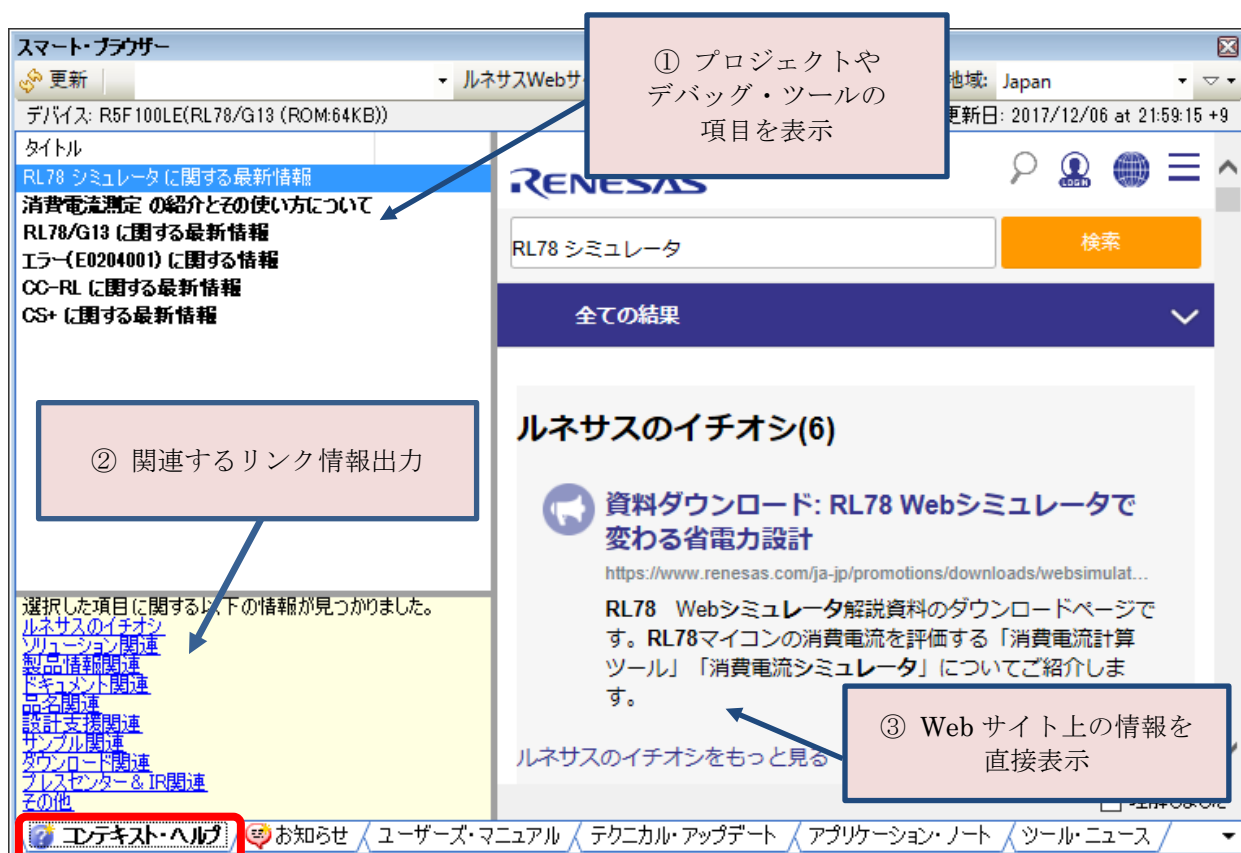 スマート・ブラウザー
① プロジェクトや
デバッグ・ツールの
項目を表示
更新
ルネサスWebサ
地域: Japan
デバイス: R5F100LE(RL78/G13 (ROM:64KB))
更新日: 2017/12/06 at 21:59:15 +9
タイトル
RL78 シミュレータ に関する最新情報
消費電流測定 の紹介とその使い方について
RL78/G13 に関する最新情報
エラー(E0204001) に関する情報
CC-RL に関する最新情報
CS+ に関する最新情報
② 関連するリンク情報出力
選択した項目に関する以下の情報が見つかりました。
ルネサスのイチオシ
ソリューション関連
製品情報関連
ドキュメント関連
品名関連
設計支援関連
サンプル関連
ダウンロード関連
プレスセンター & IR関連
その他
RENESAS
LOGIN
RL78 シミュレータ
検索
全ての結果
ルネサスのイチオシ(6)
資料ダウンロード: RL78 Webシミュレータで
変わる省電力設計
https://www.renesas.com/ja-jp/promotions/downloads/websimulat...
RL78 Webシミュレータ解説資料のダウンロードページで
す。RL78マイコンの消費電流を評価する「消費電流計算
ツール」「消費電流シミュレータ」についてご紹介しま
す。
③ Web サイト上の情報を
直接表示
ルネサスのイチオシをもっと見る
コンテキスト・ヘルプ
お知らせ
ユーザーズ・マニュアル
テクニカル・アップデート
アプリケーション・ノート
ツール・ニュース